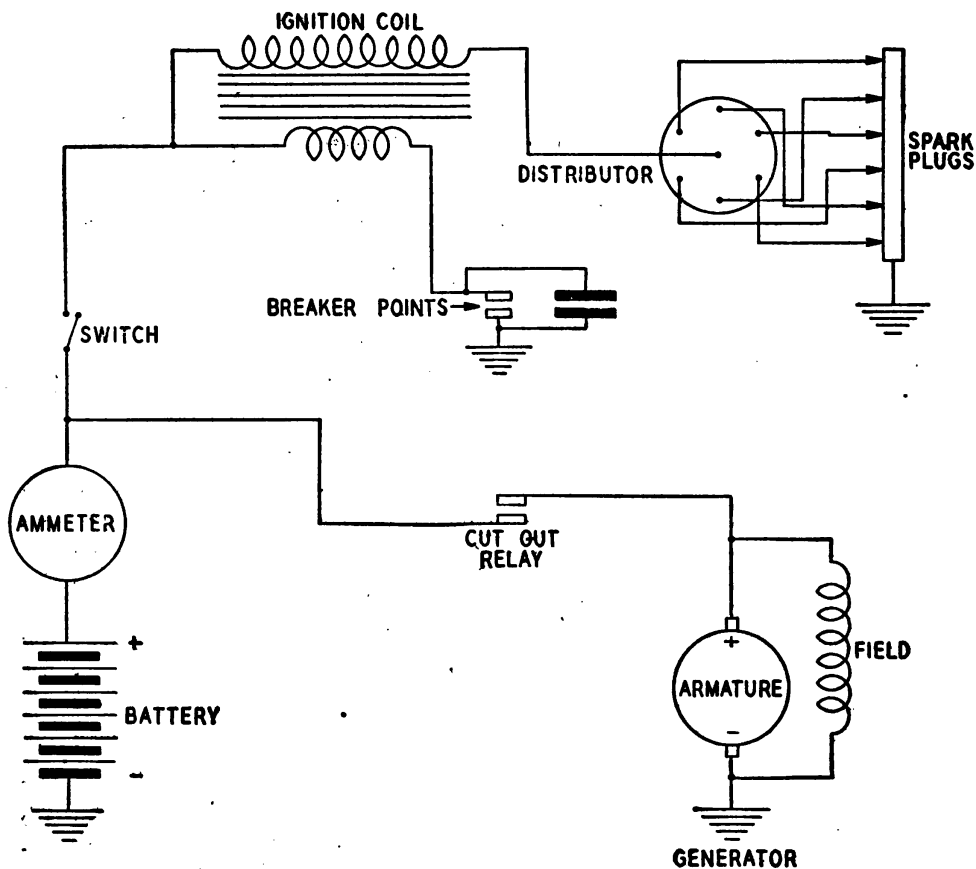 IGNITION COIL
DISTRIBUTOR
SPARK
PLUGS
BREAKER POINTS
SWITCH
AMMETER
CUT OUT
RELAY
+
BATTERY
-
+
ARMATURE
-
FIELD
GENERATOR